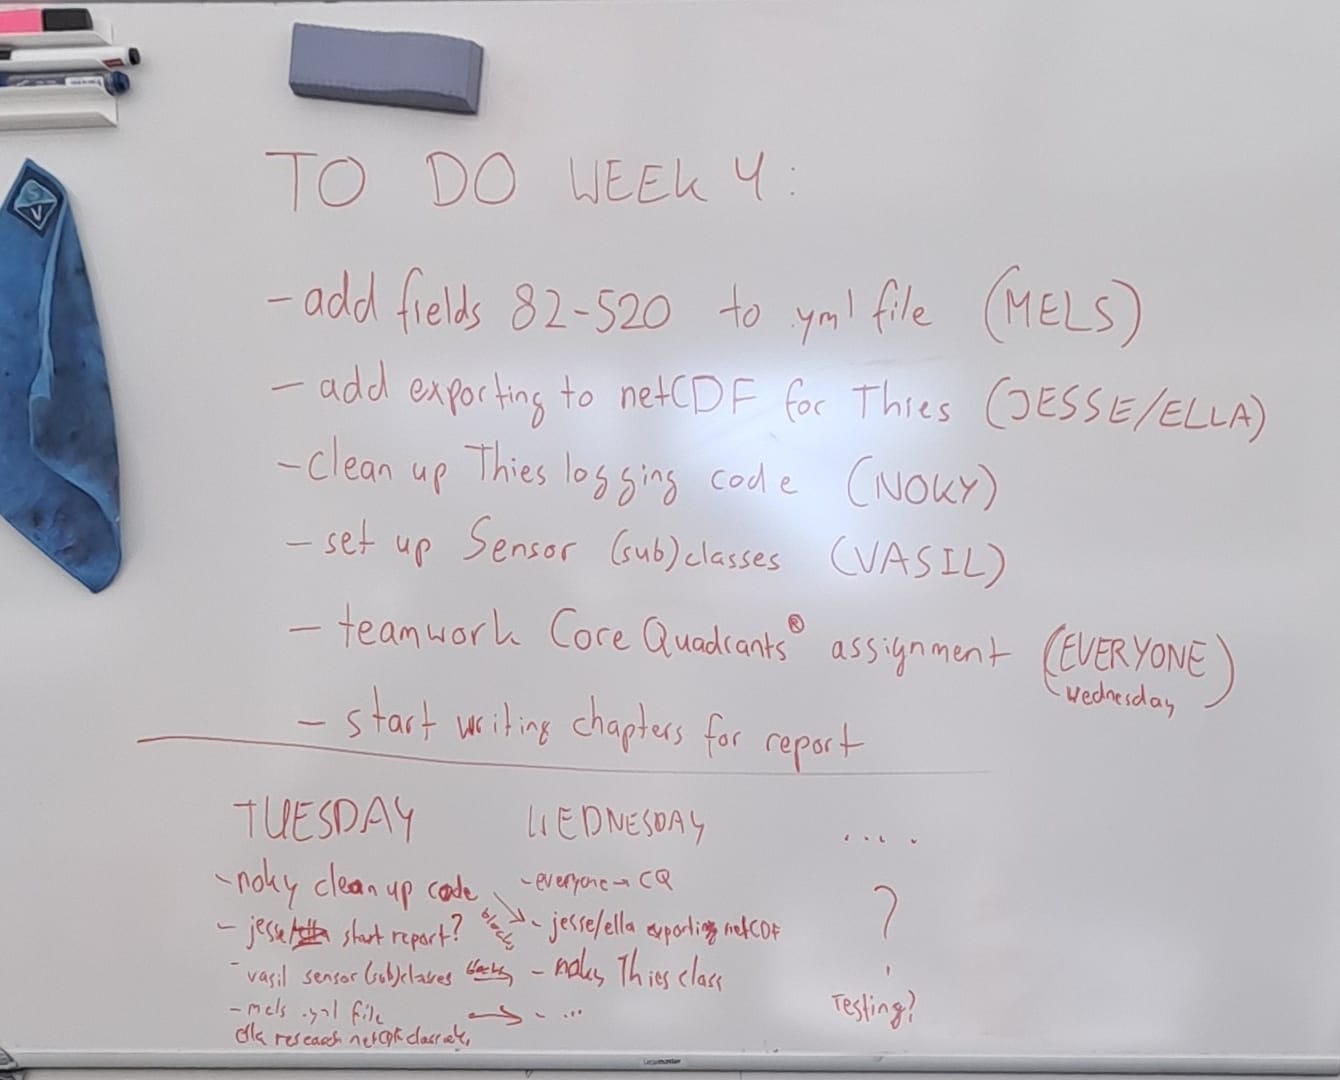 TO DO WEEK 4:
- add fields 82-520 to .yml file (MELS)
- add exporting to netCDF for Thies (JESSE/ELLA)
- clean up Thies logging code (NOKY)
- set up Sensor (sub)classes (VASIL)
- teamwork Core Quadrants® assignment (EVERYONE)
wednesday
- start writing chapters for report
TUESDAY
- noky clean up code
- jesse start report?
- vasil sensor (sub)classes
- mels .yml file
ella research netCDF
blocks
blocks
WEDNESDAY
- everyone → CQ
- jesse/ella exporting netCDF
- noky Thies class
- ...
....
?
Testing?
S
V